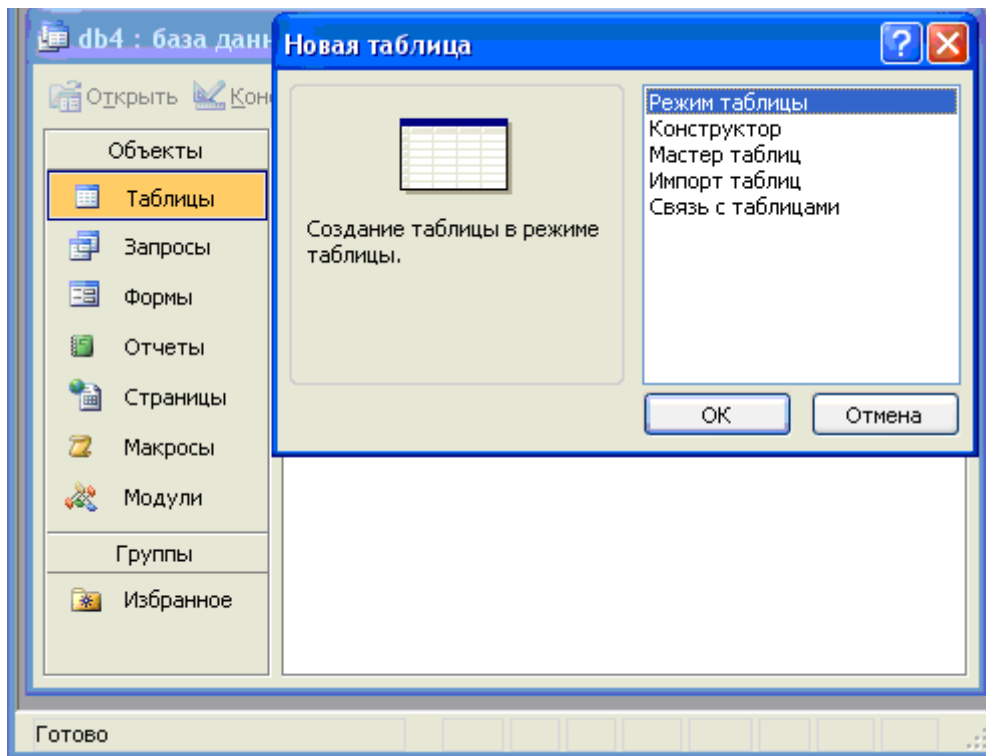 db4 : база данн
Новая таблица
Открыть
Кон
Объекты
Таблицы
Запросы
Формы
Отчеты
Страницы
Макросы
Модули
Группы
Избранное
Создание таблицы в режиме
таблицы.
Режим таблицы
Конструктор
Мастер таблиц
Импорт таблиц
Связь с таблицами
ОК
Отмена
Готово